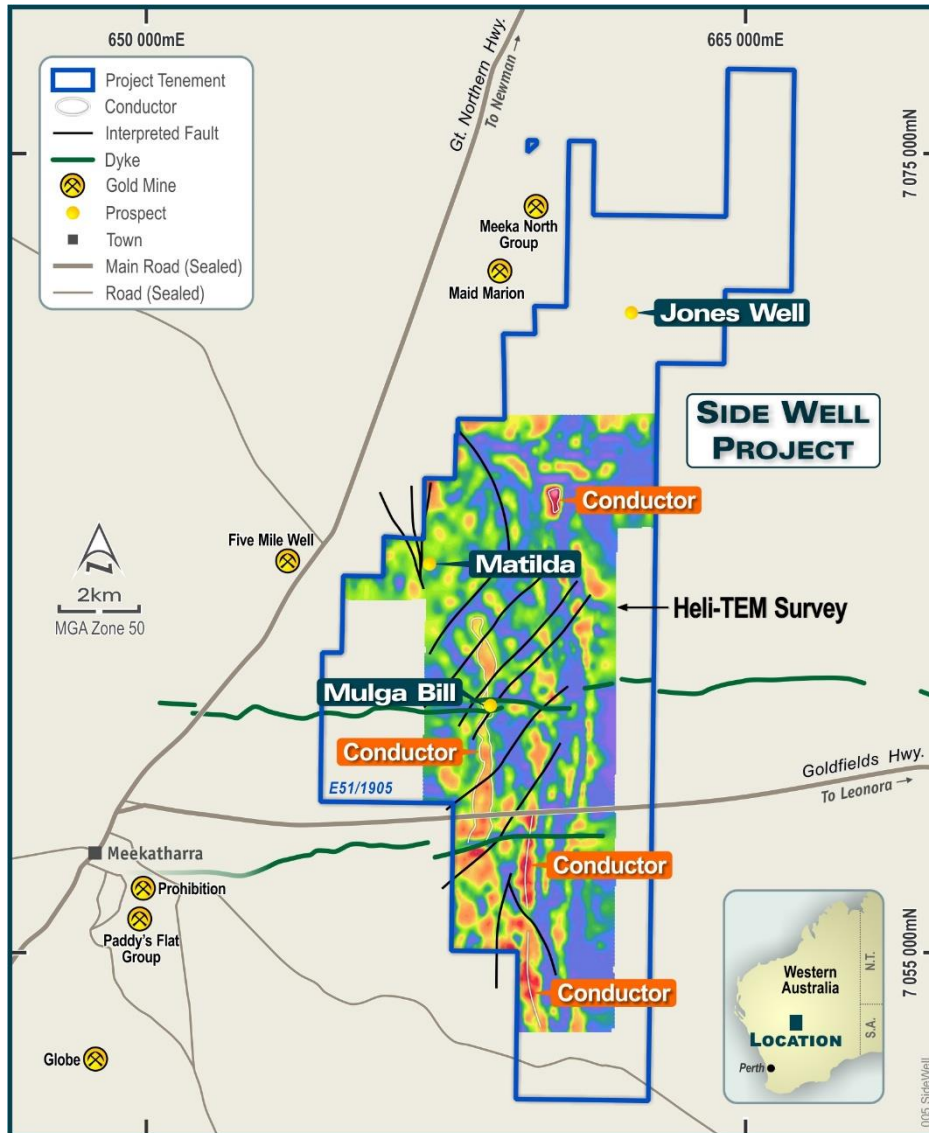 650 000mE
665 000mE
Gt. Northern Hwy.
To Newman
7 075 000mN
Project Tenement
Conductor
Interpreted Fault
Dyke
Gold Mine
Prospect
Town
Main Road (Sealed)
Road (Sealed)
Meeka North
Group
Maid Marion
Jones Well
SIDE WELL
PROJECT
Conductor
Five Mile Well
Matilda
N
2km
MGA Zone 50
Heli-TEM Survey
Mulga Bill
Conductor
E51/1905
Goldfields Hwy.
To Leonora
Meekatharra
Conductor
Prohibition
Paddy's Flat
Group
7 055 000mN
Conductor
Western
Australia
N.T.
S.A.
LOCATION
Perth
Globe
005 SideWell